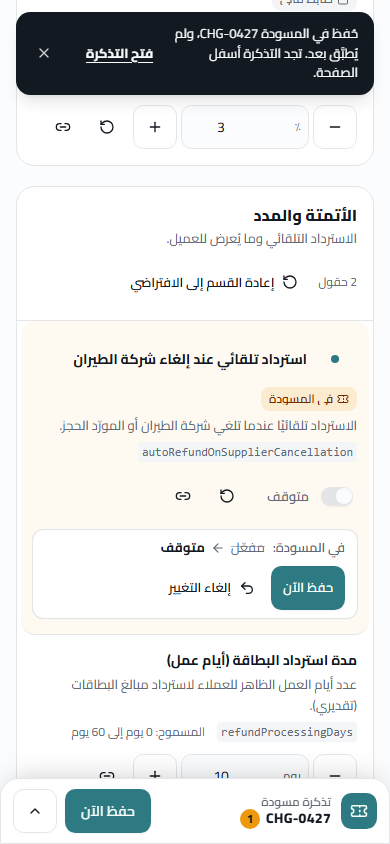 حُفظ في المسودة CHG-0427، ولم
يُطبَّق بعد. تجد التذكرة أسفل
الصفحة.
فتح التذكرة
٪
3
الأتمتة والمدد
الاسترداد التلقائي وما يُعرض للعميل.
2 حقول
إعادة القسم إلى الافتراضي
استرداد تلقائي عند إلغاء شركة الطيران
في المسودة
الاسترداد تلقائيًا عندما تلغي شركة الطيران أو المورّد الحجز.
autoRefundOnSupplierCancellation
متوقف
في المسودة: مفعّل ← متوقف
حفظ الآن
إلغاء التغيير
مدة استرداد البطاقة (أيام عمل)
عدد أيام العمل الظاهر للعملاء لاسترداد مبالغ البطاقات
(تقديري).
refundProcessingDays
المسموح: 0 يوم إلى 60 يوم
يوم
10
تذكرة مسودة
CHG-0427 1
حفظ الآن